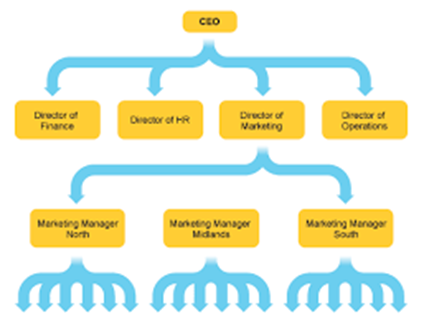 CEO
Director of
Finance
Director of HR
Director of
Marketing
Director of
Operations
Marketing Manager
North
Marketing Manager
Midlands
Marketing Manager
South